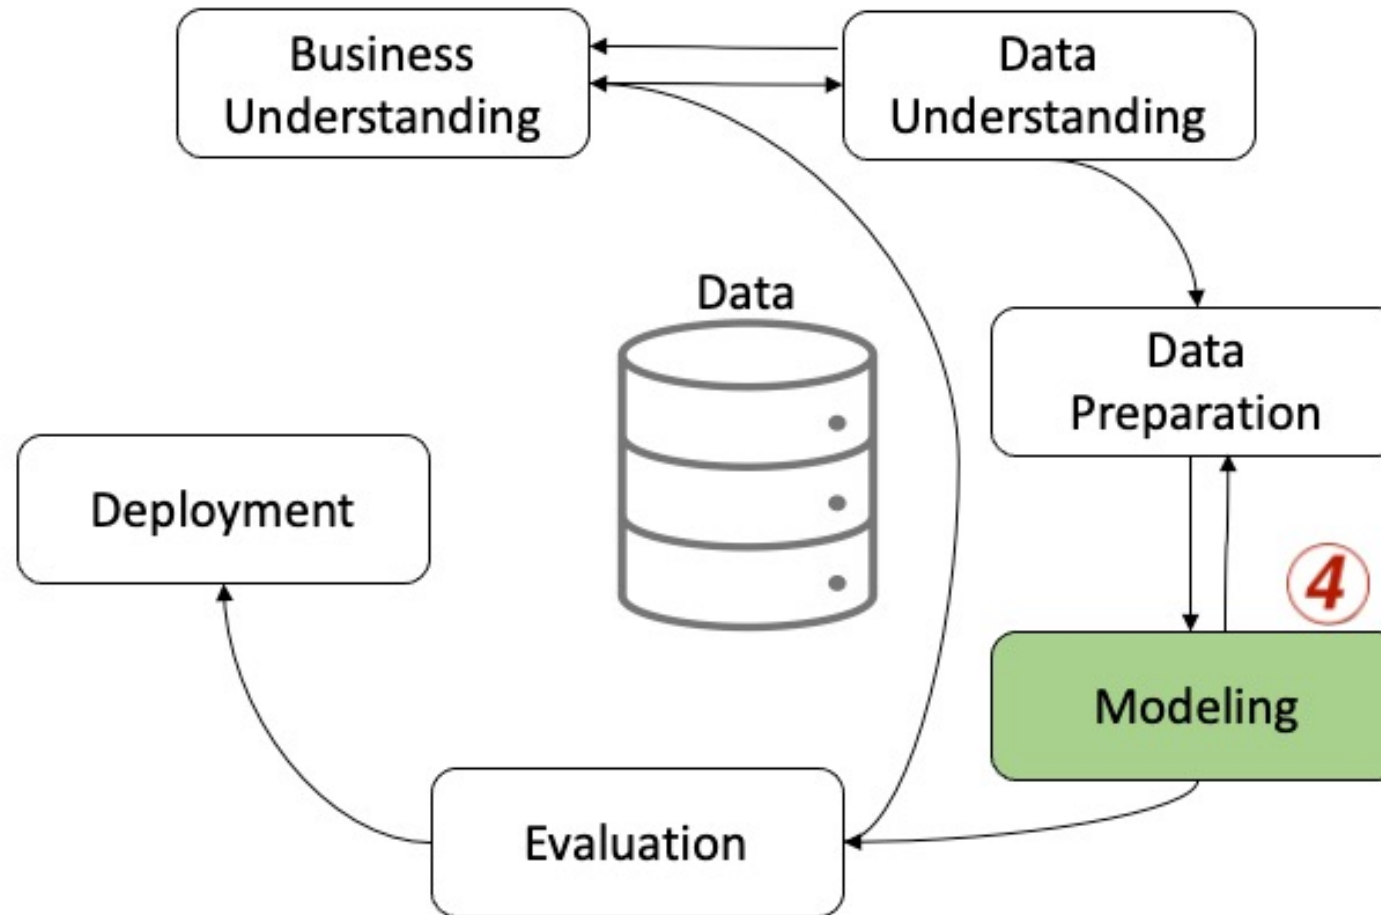 Business
Understanding
Data
Understanding
Data
Data
Preparation
Deployment
4
Modeling
Evaluation